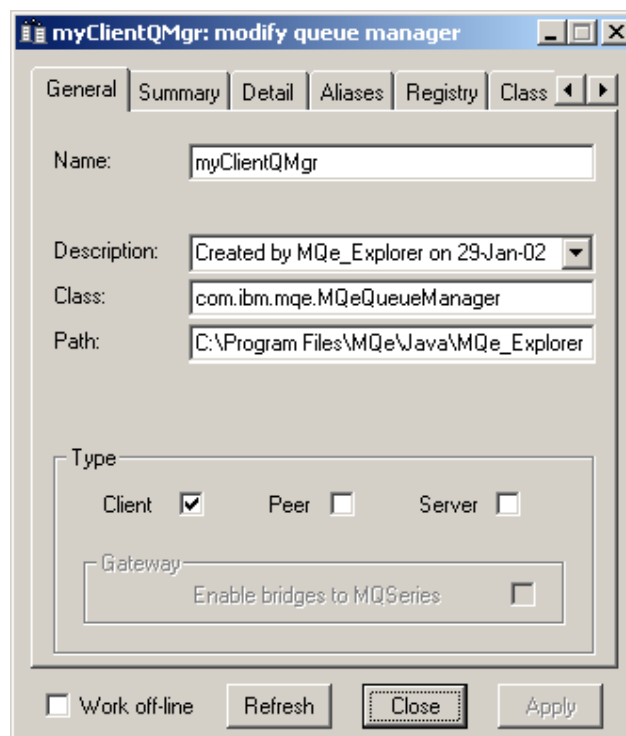 myClientQMgr: modify queue manager
General Summary Detail Aliases Registry Class
Name: myClientQMgr
Description: Created by MQe_Explorer on 29-Jan-02
Class: com.ibm.mqe.MQeQueueManager
Path: C:\Program Files\MQe\Java\MQe_Explorer
Type
Client Peer Server
Gateway
Enable bridges to MQSeries
Work off-line Refresh Close Apply